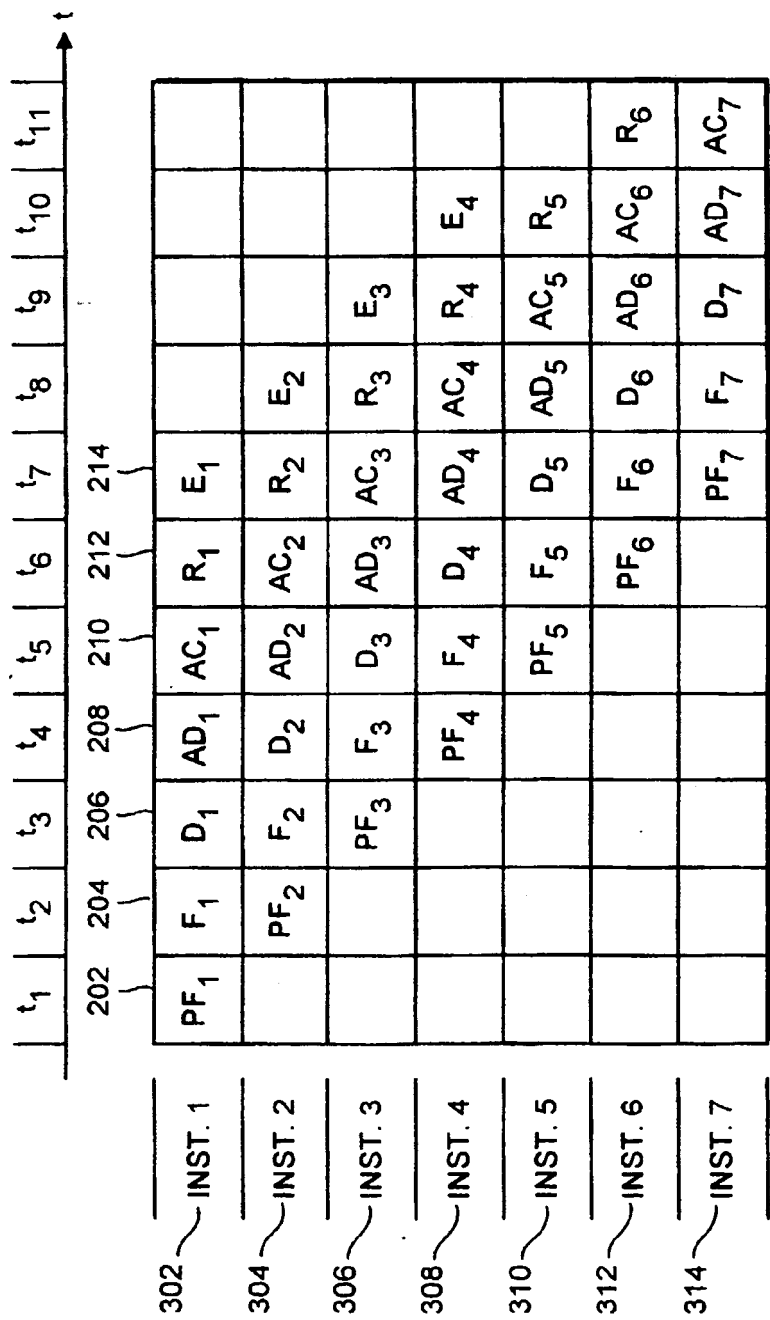 t
t1 t2 t3 t4 t5 t6 t7 t8 t9 t10 t11
202 204 206 208 210 212 214
302 INST. 1 PF1 F1 D1 AD1 AC1 R1 E1
304 INST. 2 PF2 F2 D2 AD2 AC2 R2 E2
306 INST. 3 PF3 F3 D3 AD3 AC3 R3 E3
308 INST. 4 PF4 F4 D4 AD4 AC4 R4 E4
310 INST. 5 PF5 F5 D5 AD5 AC5 R5
312 INST. 6 PF6 F6 D6 AD6 AC6 R6
314 INST. 7 PF7 F7 D7 AD7 AC7